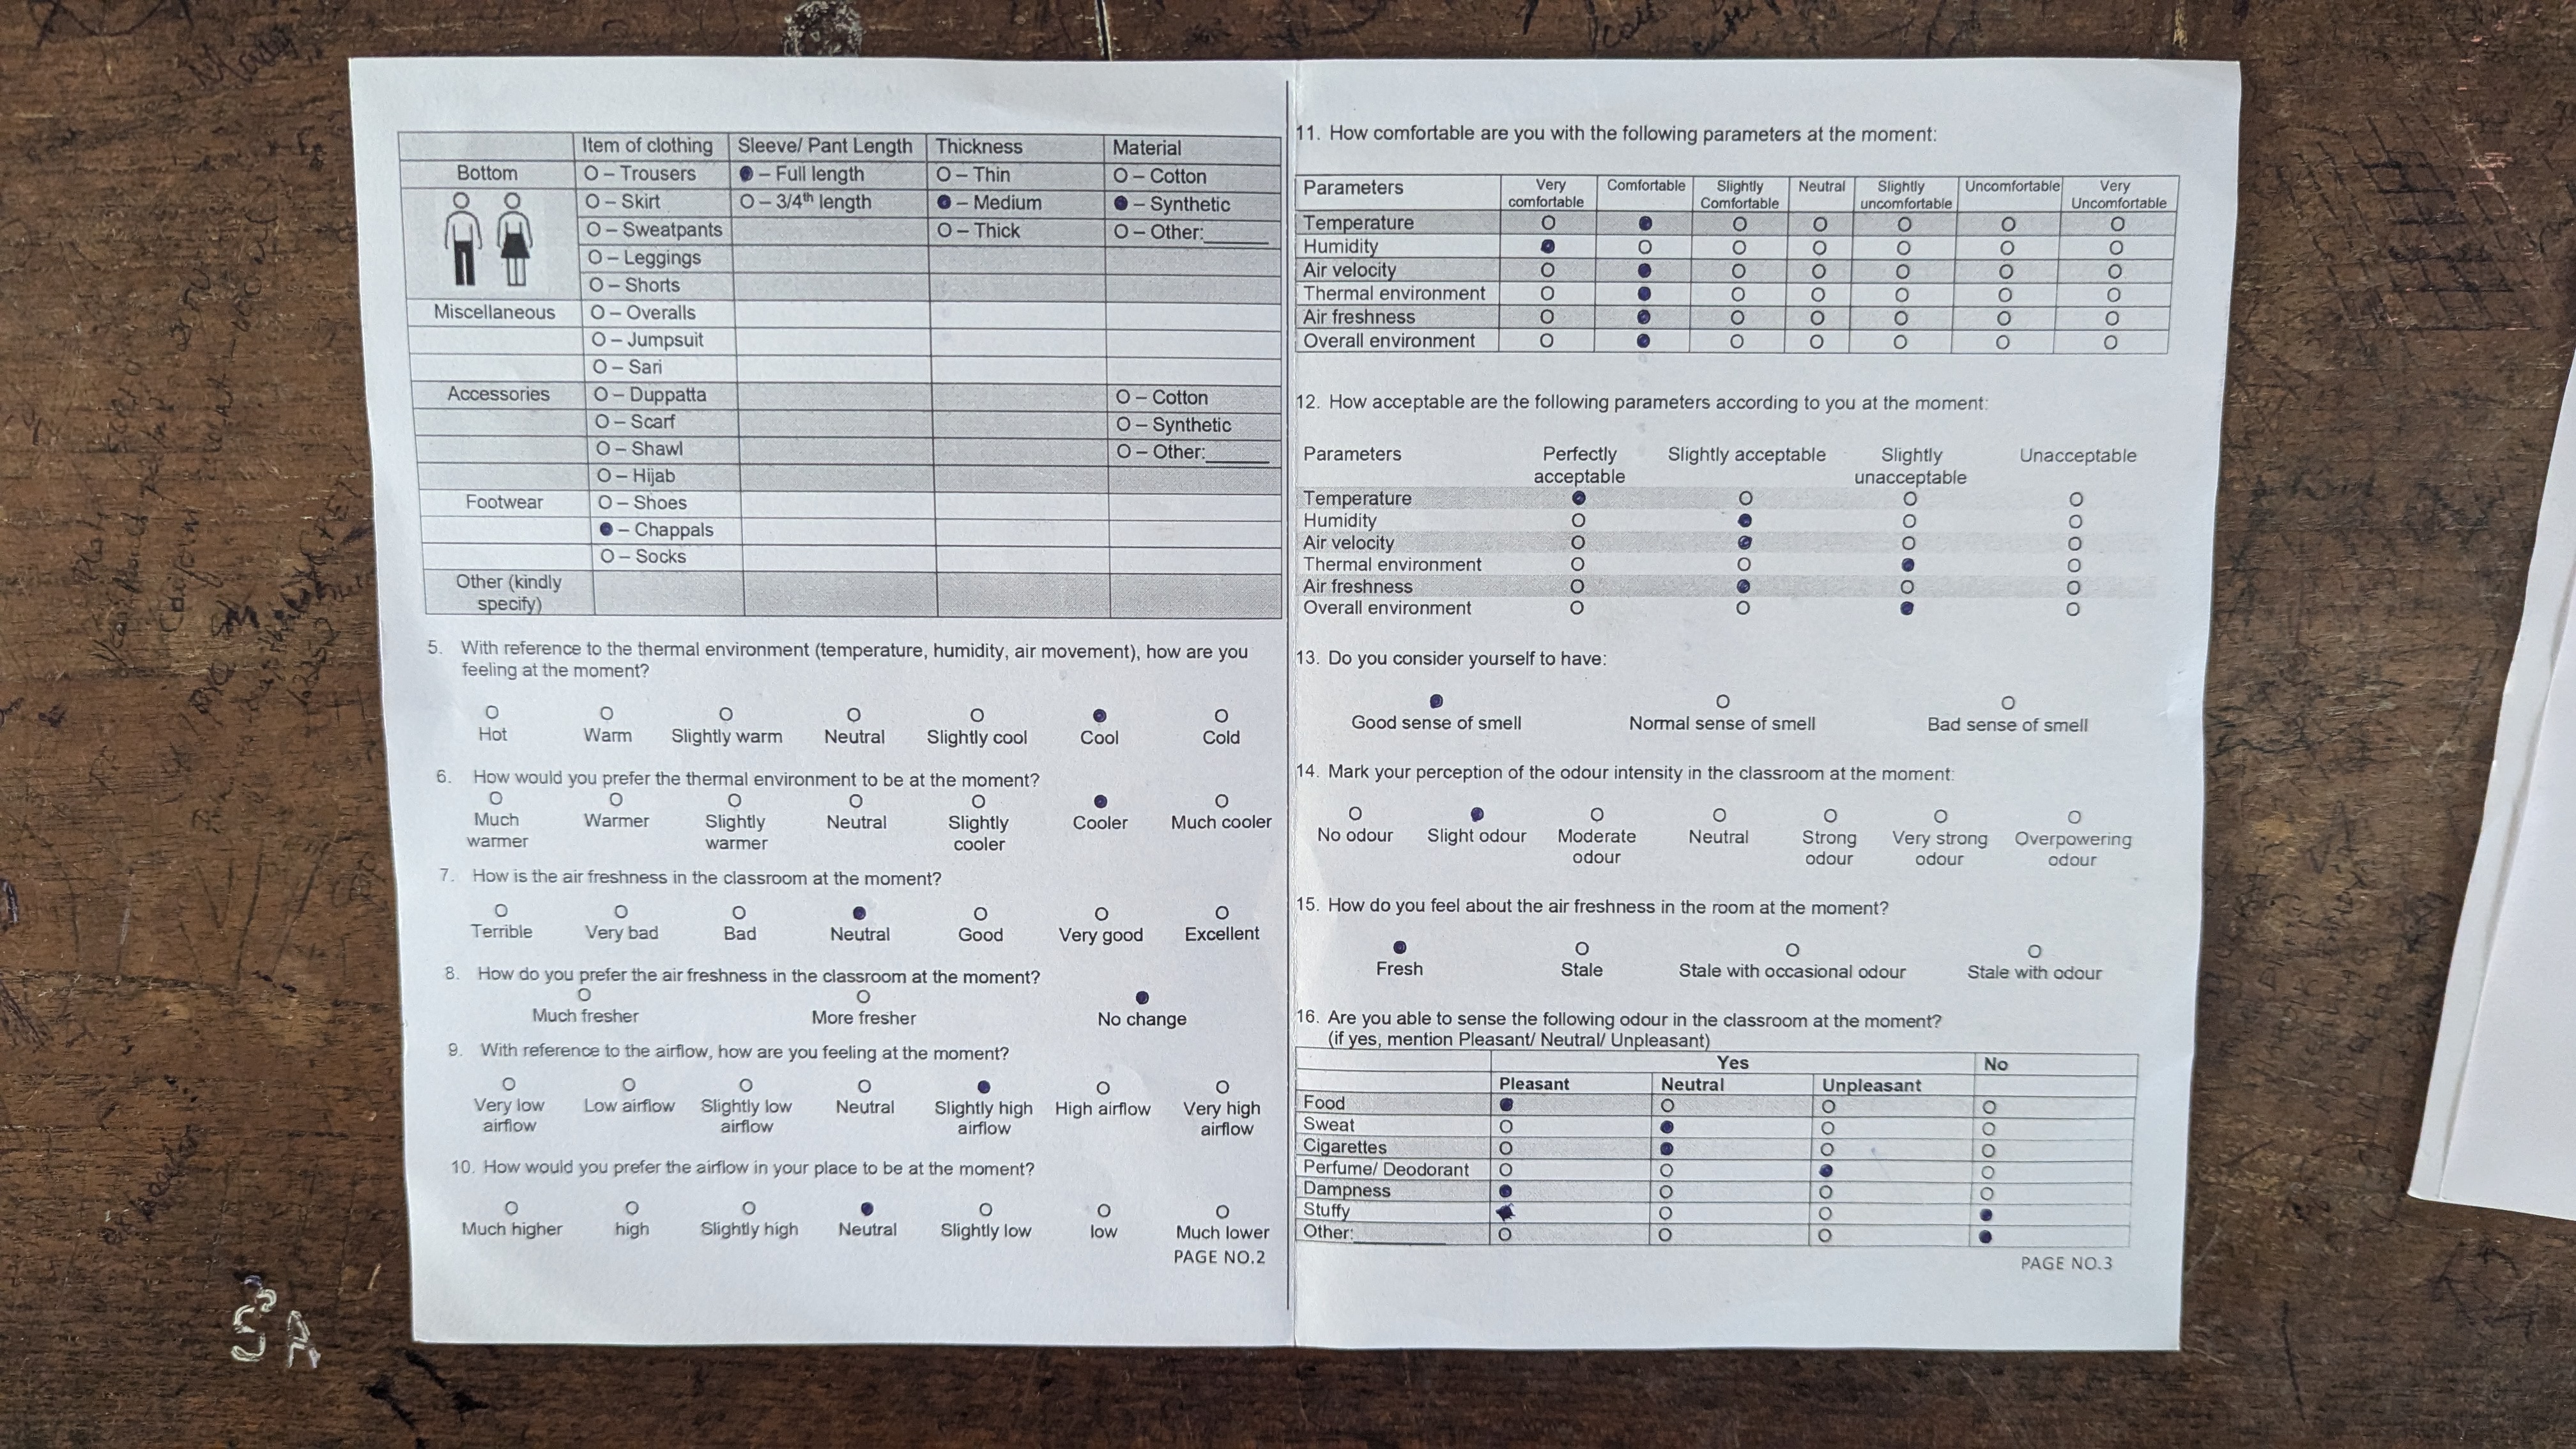 Item of clothing Sleeve/ Pant Length Thickness Material
Bottom O – Trousers ● – Full length O – Thin O – Cotton
O – Skirt O – 3/4th length ● – Medium ● – Synthetic
O – Sweatpants O – Thick O – Other:______
O – Leggings
O – Shorts
Miscellaneous O – Overalls
O – Jumpsuit
O – Sari
Accessories O – Duppatta O – Cotton
O – Scarf O – Synthetic
O – Shawl O – Other:______
O – Hijab
Footwear O – Shoes
● – Chappals
O – Socks
Other (kindly
specify)
5. With reference to the thermal environment (temperature, humidity, air movement), how are you
feeling at the moment?
O O O O O ● O
Hot Warm Slightly warm Neutral Slightly cool Cool Cold
6. How would you prefer the thermal environment to be at the moment?
O O O O O ● O
Much Warmer Slightly Neutral Slightly Cooler Much cooler
warmer warmer cooler
7. How is the air freshness in the classroom at the moment?
O O O ● O O O
Terrible Very bad Bad Neutral Good Very good Excellent
8. How do you prefer the air freshness in the classroom at the moment?
O O ●
Much fresher More fresher No change
9. With reference to the airflow, how are you feeling at the moment?
O O O O ● O O
Very low Low airflow Slightly low Neutral Slightly high High airflow Very high
airflow airflow airflow airflow
10. How would you prefer the airflow in your place to be at the moment?
O O O ● O O O
Much higher high Slightly high Neutral Slightly low low Much lower
PAGE NO.2
11. How comfortable are you with the following parameters at the moment:
Parameters Very Comfortable Slightly Neutral Slightly Uncomfortable Very
comfortable Comfortable uncomfortable Uncomfortable
Temperature O ● O O O O O
Humidity ● O O O O O O
Air velocity O ● O O O O O
Thermal environment O ● O O O O O
Air freshness O ● O O O O O
Overall environment O ● O O O O O
12. How acceptable are the following parameters according to you at the moment:
Parameters Perfectly Slightly acceptable Slightly Unacceptable
acceptable unacceptable
Temperature ● O O O
Humidity O ● O O
Air velocity O ● O O
Thermal environment O O ● O
Air freshness O ● O O
Overall environment O O ● O
13. Do you consider yourself to have:
● O O
Good sense of smell Normal sense of smell Bad sense of smell
14. Mark your perception of the odour intensity in the classroom at the moment:
O ● O O O O O
No odour Slight odour Moderate Neutral Strong Very strong Overpowering
odour odour odour odour
15. How do you feel about the air freshness in the room at the moment?
● O O O
Fresh Stale Stale with occasional odour Stale with odour
16. Are you able to sense the following odour in the classroom at the moment?
(if yes, mention Pleasant/ Neutral/ Unpleasant)
Yes No
Pleasant Neutral Unpleasant
Food ● O O O
Sweat O ● O O
Cigarettes O ● O O
Perfume/ Deodorant O O ● O
Dampness ● O O O
Stuffy ● O O ●
Other:________ O O O ●
PAGE NO.3